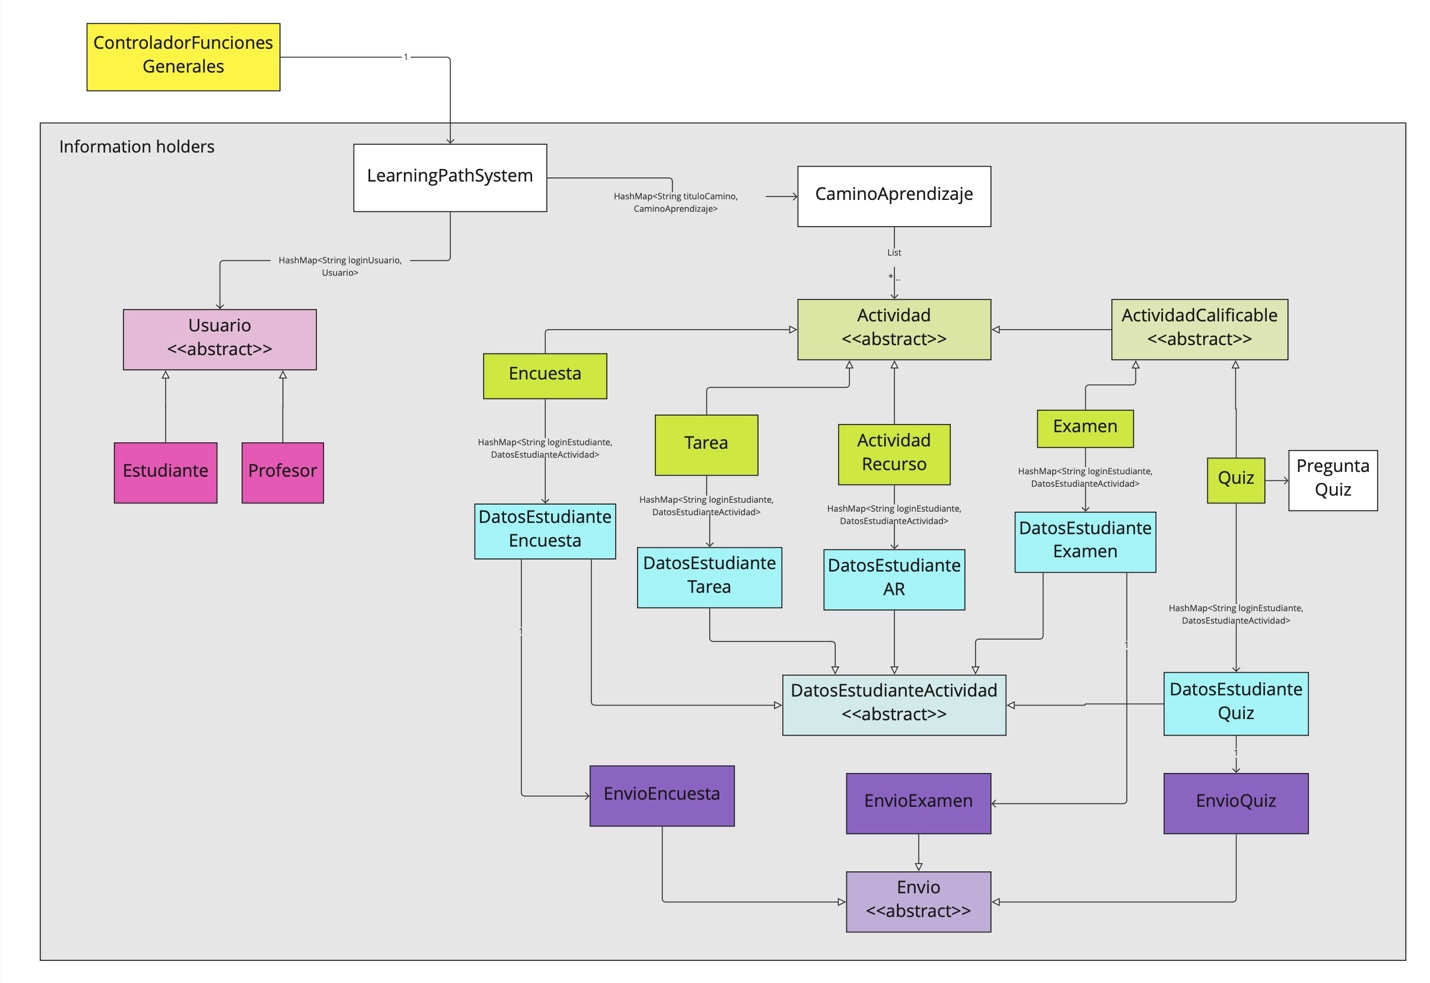 ControladorFunciones
Generales
1
Information holders
LearningPathSystem
HashMap<String tituloCamino,
CaminoAprendizaje>
CaminoAprendizaje
HashMap<String loginUsuario,
Usuario>
List
*..
Usuario
<<abstract>>
Actividad
<<abstract>>
ActividadCalificable
<<abstract>>
Encuesta
Tarea
Actividad
Recurso
Examen
Quiz
Pregunta
Quiz
Estudiante
Profesor
HashMap<String loginEstudiante,
DatosEstudianteActividad>
HashMap<String loginEstudiante,
DatosEstudianteActividad>
HashMap<String loginEstudiante,
DatosEstudianteActividad>
HashMap<String loginEstudiante,
DatosEstudianteActividad>
DatosEstudiante
Encuesta
DatosEstudiante
Tarea
DatosEstudiante
AR
DatosEstudiante
Examen
HashMap<String loginEstudiante,
DatosEstudianteActividad>
1
1
DatosEstudianteActividad
<<abstract>>
DatosEstudiante
Quiz
1
EnvioEncuesta
EnvioExamen
EnvioQuiz
Envio
<<abstract>>